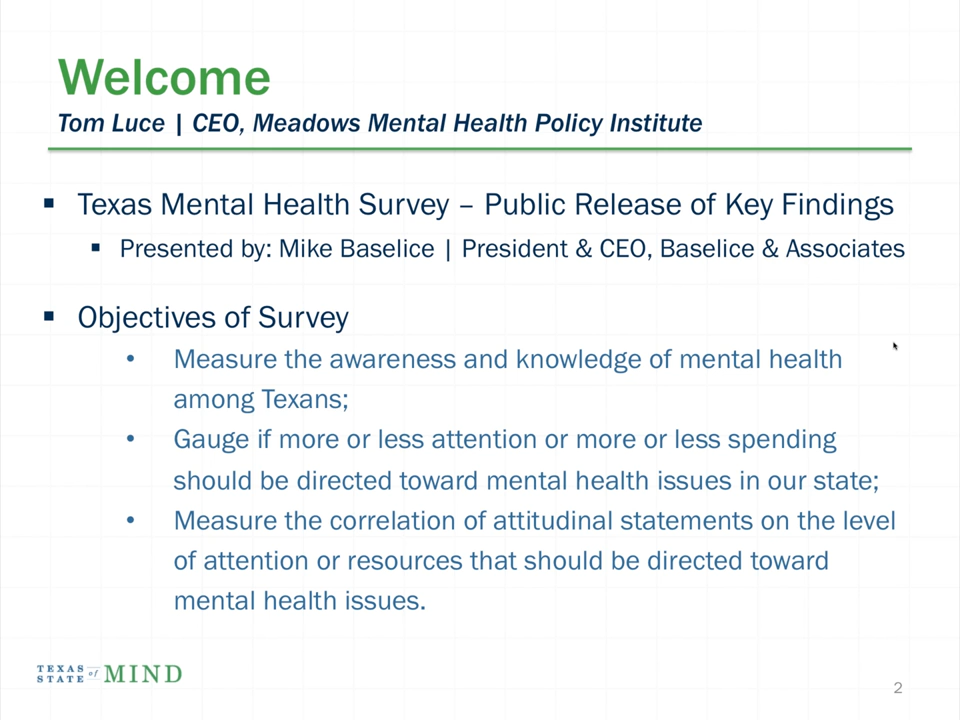 Welcome
Tom Luce | CEO, Meadows Mental Health Policy Institute
▪ Texas Mental Health Survey – Public Release of Key Findings
▪ Presented by: Mike Baselice | President & CEO, Baselice & Associates
▪ Objectives of Survey
• Measure the awareness and knowledge of mental health
among Texans;
• Gauge if more or less attention or more or less spending
should be directed toward mental health issues in our state;
• Measure the correlation of attitudinal statements on the level
of attention or resources that should be directed toward
mental health issues.
TEXAS
STATE of MIND
2